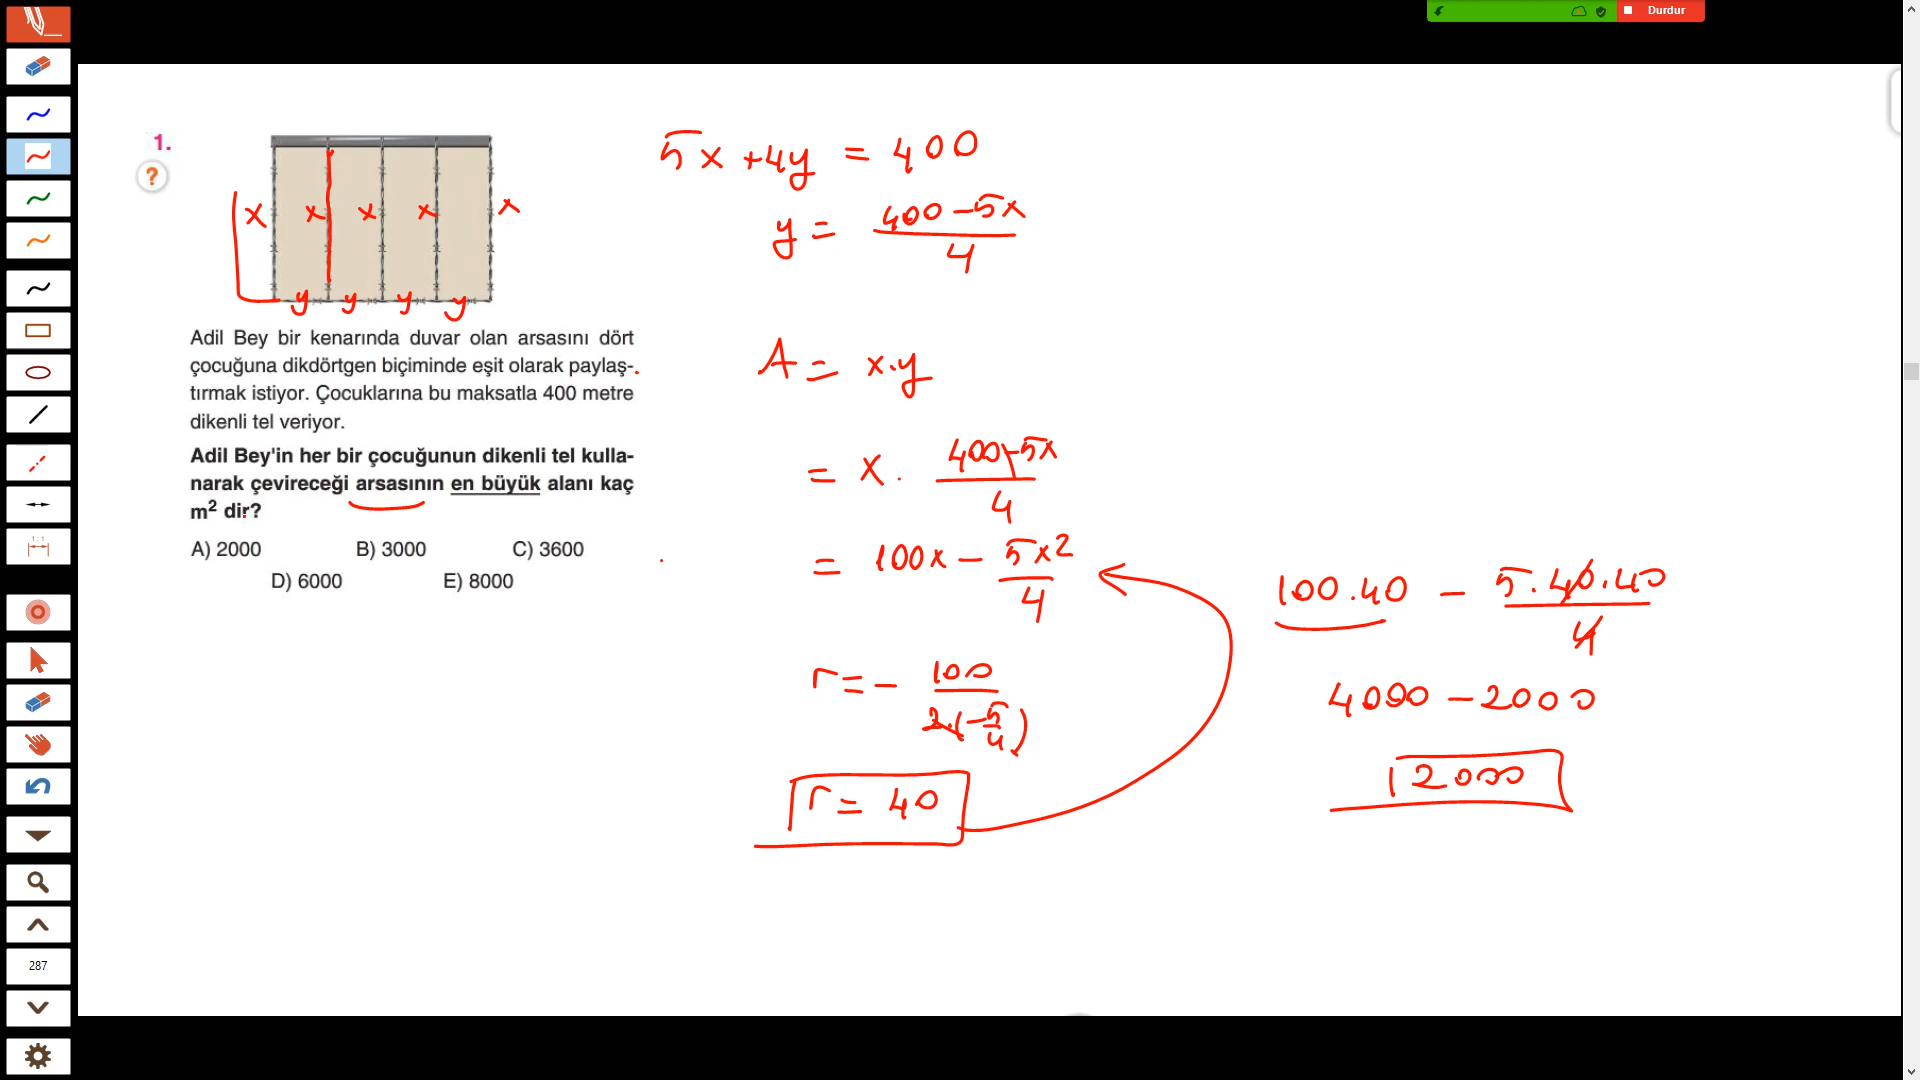 Durdur
1.
?
x x x x x
y y y y
Adil Bey bir kenarında duvar olan arsasını dört
çocuğuna dikdörtgen biçiminde eşit olarak paylaş-
tırmak istiyor. Çocuklarına bu maksatla 400 metre
dikenli tel veriyor.
Adil Bey'in her bir çocuğunun dikenli tel kulla-
narak çevireceği arsasının en büyük alanı kaç
m² dir?
A) 2000 B) 3000 C) 3600
D) 6000 E) 8000
5x + 4y = 400
y = 400 - 5x
4
A = x.y
= x . 400 - 5x
4
= 100x - 5x²
4
r = - 100
2.(-5/4)
r = 40
100.40 - 5.40.40
4
4000 - 2000
2000
1:1
287